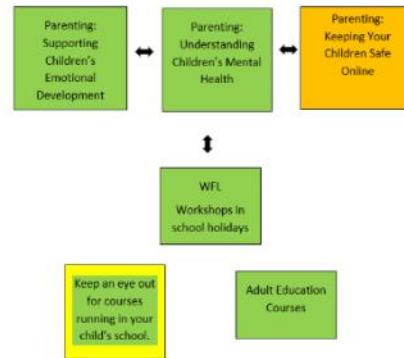 Parenting:
Supporting
Children's
Emotional
Development
Parenting:
Understanding
Children's Mental
Health
Parenting:
Keeping Your
Children Safe
Online
WFL
Workshops in
school holidays
Keep an eye out
for courses
running in your
child's school.
Adult Education
Courses